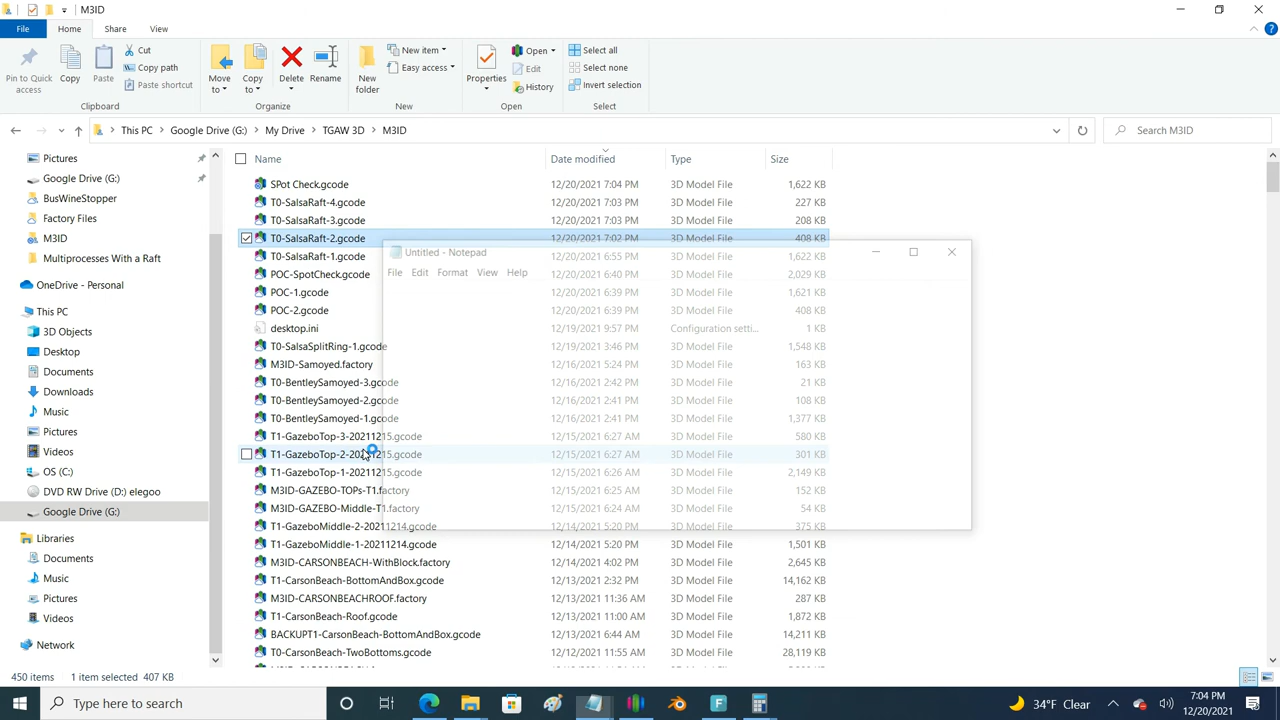 M3ID
File Home Share View
Pin to Quick access
Copy
Paste
Cut
Copy path
Paste shortcut
Clipboard
Move to
Copy to
Delete
Rename
Organize
New folder
New item
Easy access
New
Properties
Open
Edit
History
Open
Select all
Select none
Invert selection
Select
This PC > Google Drive (G:) > My Drive > TGAW 3D > M3ID
Search M3ID
Name Date modified Type Size
Pictures
Google Drive (G:)
BusWineStopper
Factory Files
M3ID
Multiprocesses With a Raft
OneDrive - Personal
This PC
3D Objects
Desktop
Documents
Downloads
Music
Pictures
Videos
OS (C:)
DVD RW Drive (D:) elegoo
Google Drive (G:)
Libraries
Documents
Music
Pictures
Videos
Network
SPot Check.gcode 12/20/2021 7:04 PM 3D Model File 1,622 KB
T0-SalsaRaft-4.gcode 12/20/2021 7:03 PM 3D Model File 227 KB
T0-SalsaRaft-3.gcode 12/20/2021 7:03 PM 3D Model File 208 KB
T0-SalsaRaft-2.gcode 12/20/2021 7:02 PM 3D Model File 408 KB
T0-SalsaRaft-1.gcode 12/20/2021 6:55 PM 3D Model File 1,622 KB
POC-SpotCheck.gcode 12/20/2021 6:40 PM 3D Model File 2,029 KB
POC-1.gcode 12/20/2021 6:39 PM 3D Model File 1,621 KB
POC-2.gcode 12/20/2021 6:39 PM 3D Model File 408 KB
desktop.ini 12/19/2021 9:57 PM Configuration setti... 1 KB
T0-SalsaSplitRing-1.gcode 12/19/2021 3:46 PM 3D Model File 1,548 KB
M3ID-Samoyed.factory 12/16/2021 5:24 PM 3D Model File 163 KB
T0-BentleySamoyed-3.gcode 12/16/2021 2:42 PM 3D Model File 21 KB
T0-BentleySamoyed-2.gcode 12/16/2021 2:41 PM 3D Model File 108 KB
T0-BentleySamoyed-1.gcode 12/16/2021 2:41 PM 3D Model File 1,377 KB
T1-GazeboTop-3-20211215.gcode 12/15/2021 6:27 AM 3D Model File 580 KB
T1-GazeboTop-2-20211215.gcode 12/15/2021 6:27 AM 3D Model File 301 KB
T1-GazeboTop-1-20211215.gcode 12/15/2021 6:26 AM 3D Model File 2,149 KB
M3ID-GAZEBO-TOPs-T1.factory 12/15/2021 6:25 AM 3D Model File 152 KB
M3ID-GAZEBO-Middle-T1.factory 12/15/2021 6:24 AM 3D Model File 54 KB
T1-GazeboMiddle-2-20211214.gcode 12/14/2021 5:20 PM 3D Model File 375 KB
T1-GazeboMiddle-1-20211214.gcode 12/14/2021 5:20 PM 3D Model File 1,501 KB
M3ID-CARSONBEACH-WithBlock.factory 12/14/2021 4:02 PM 3D Model File 2,645 KB
T1-CarsonBeach-BottomAndBox.gcode 12/13/2021 2:32 PM 3D Model File 14,162 KB
M3ID-CARSONBEACHROOF.factory 12/13/2021 11:36 AM 3D Model File 287 KB
T1-CarsonBeach-Roof.gcode 12/13/2021 11:00 AM 3D Model File 1,872 KB
BACKUPT1-CarsonBeach-BottomAndBox.gcode 12/13/2021 6:44 AM 3D Model File 14,211 KB
T0-CarsonBeach-TwoBottoms.gcode 12/12/2021 11:55 AM 3D Model File 28,119 KB
Untitled - Notepad
File Edit Format View Help
450 items 1 item selected 407 KB
Type here to search
34°F Clear
7:04 PM
12/20/2021